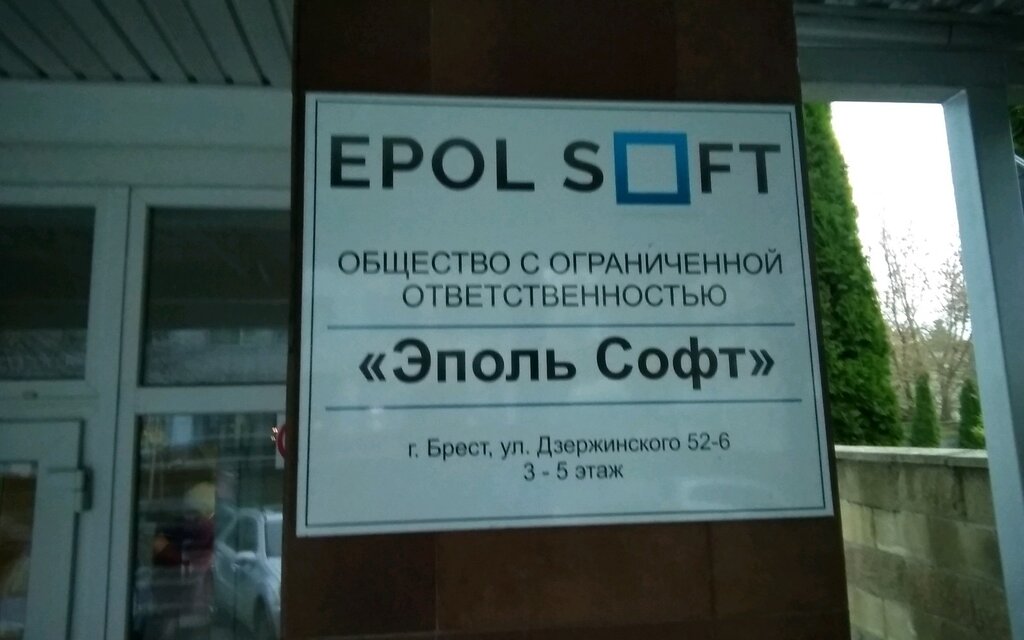 EPOL SOFT
ОБЩЕСТВО С ОГРАНИЧЕННОЙ
ОТВЕТСТВЕННОСТЬЮ
«Эполь Софт»
г. Брест, ул. Дзержинского 52-6
3 - 5 этаж